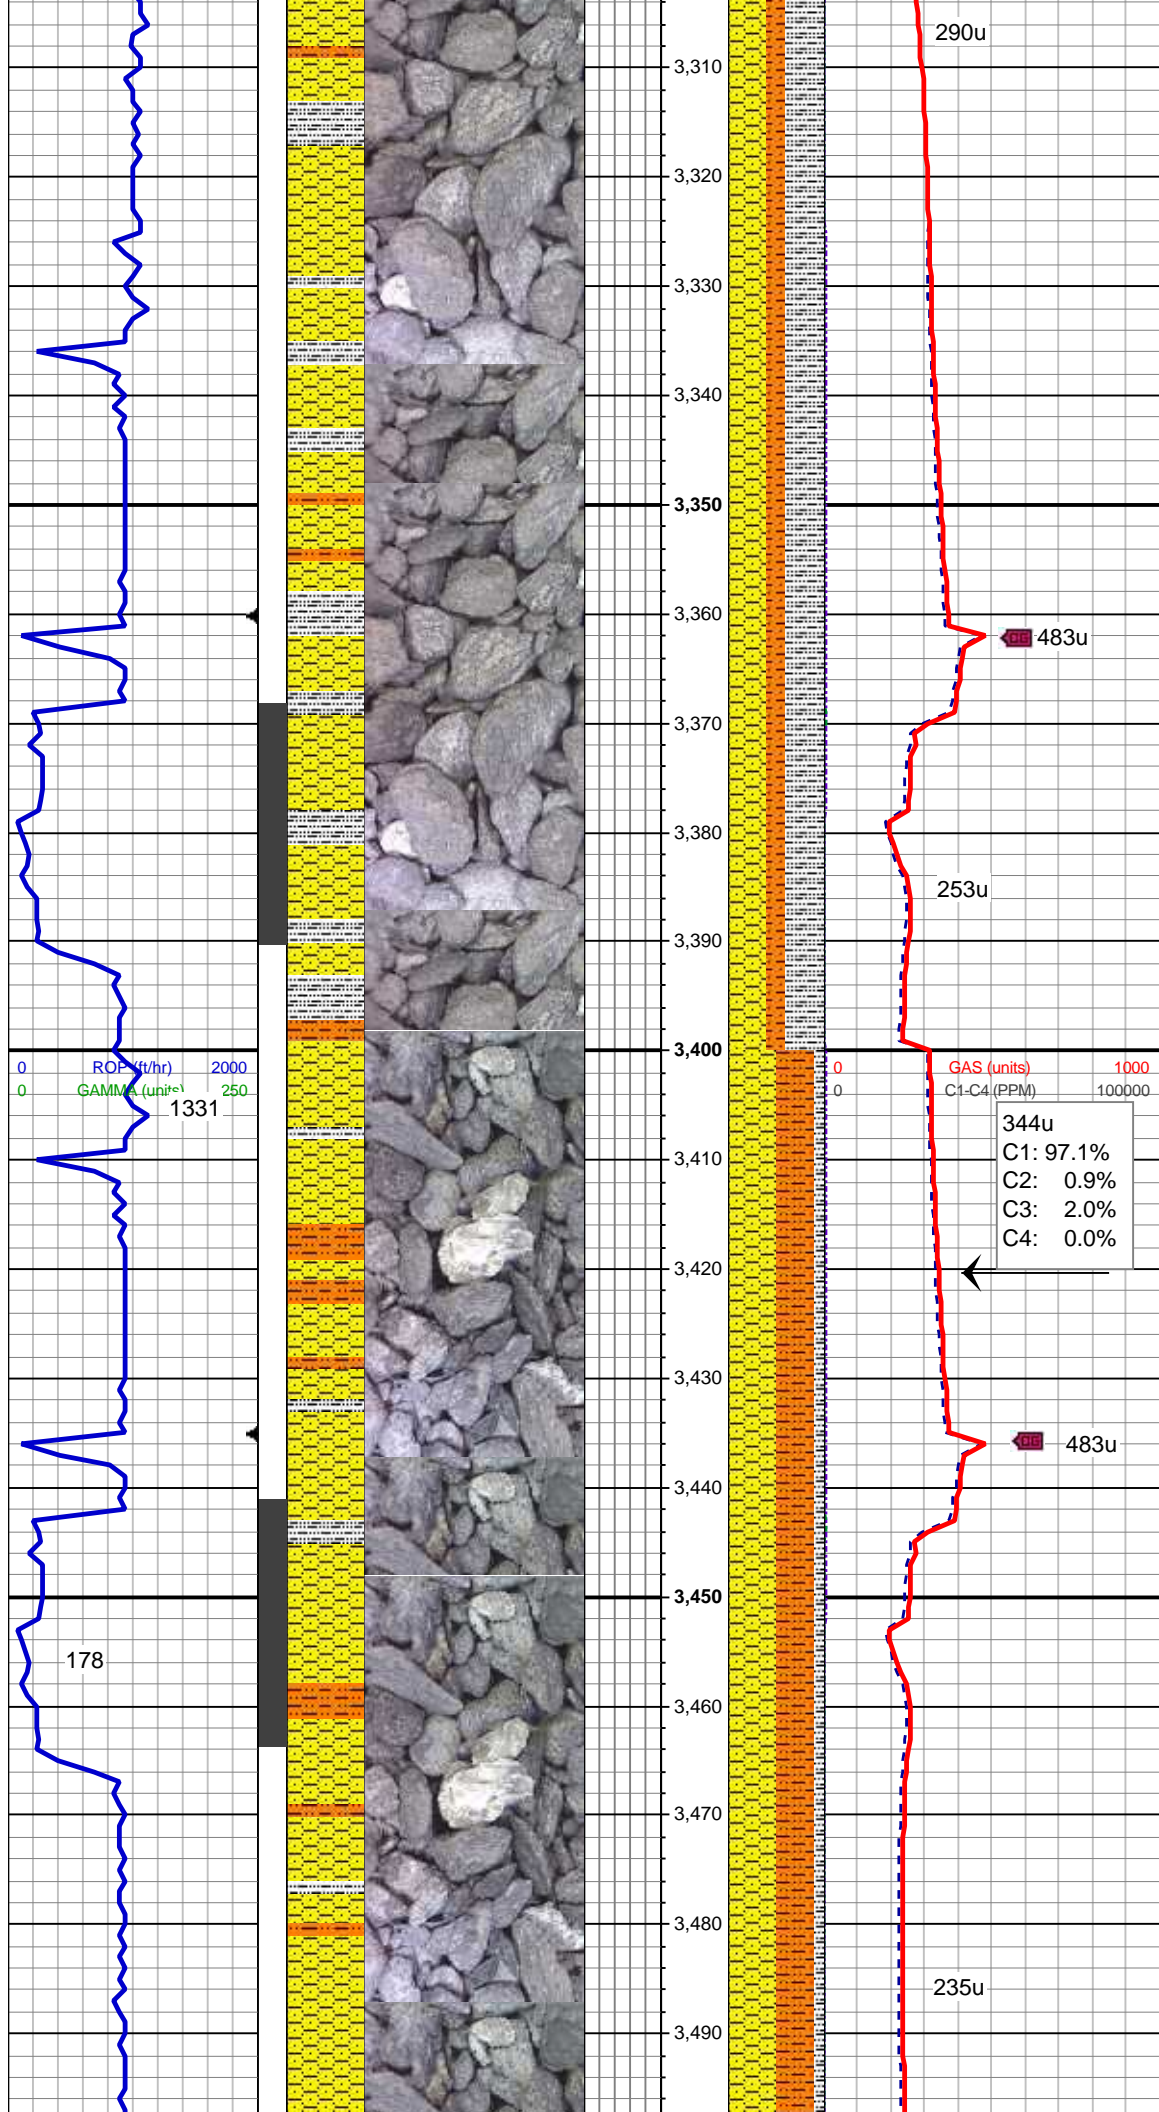 290u
3,310
3,320
3,330
3,340
3,350
3,360
CG 483u
3,370
3,380
253u
3,390
3,400
0 ROP (ft/hr) 2000
0 GAS (units) 1000
0 GAMMA (units) 250
0 C1-C4 (PPM) 100000
1331
344u
C1: 97.1%
C2: 0.9%
C3: 2.0%
C4: 0.0%
3,410
3,420
3,430
CG 483u
3,440
3,450
178
3,460
3,470
3,480
235u
3,490